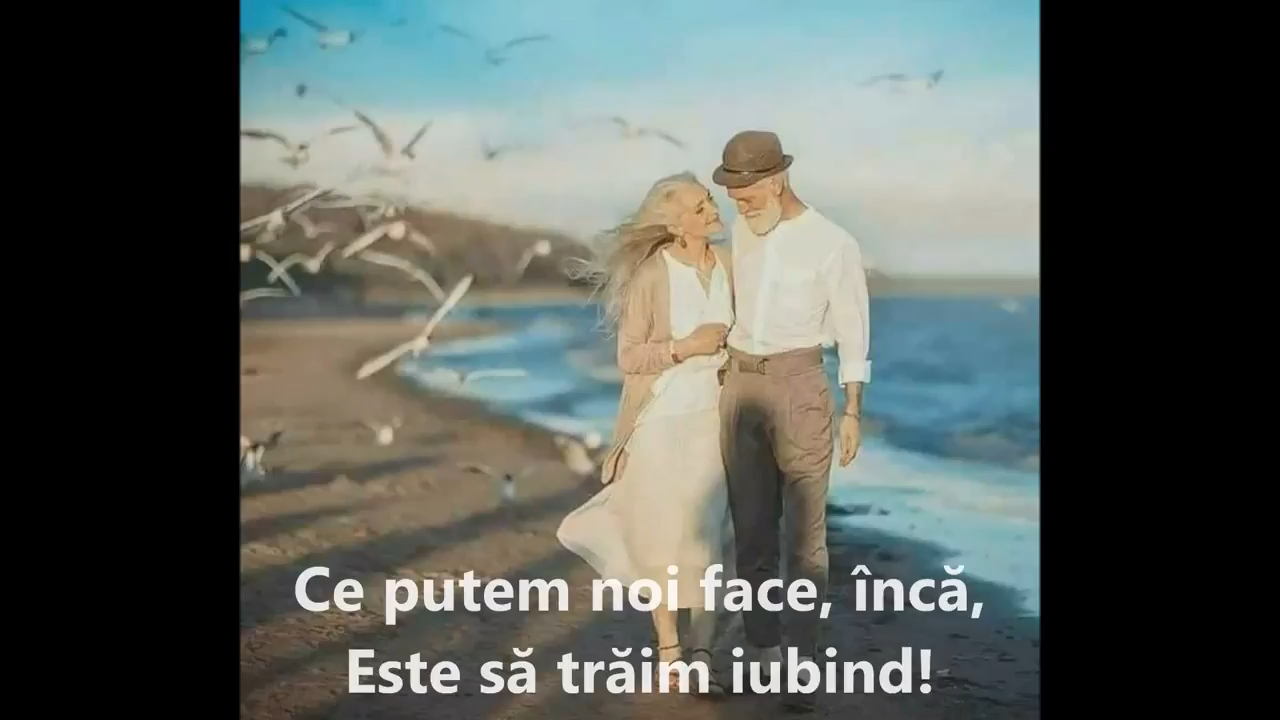 Ce putem noi face, încă,
Este să trăim iubind!